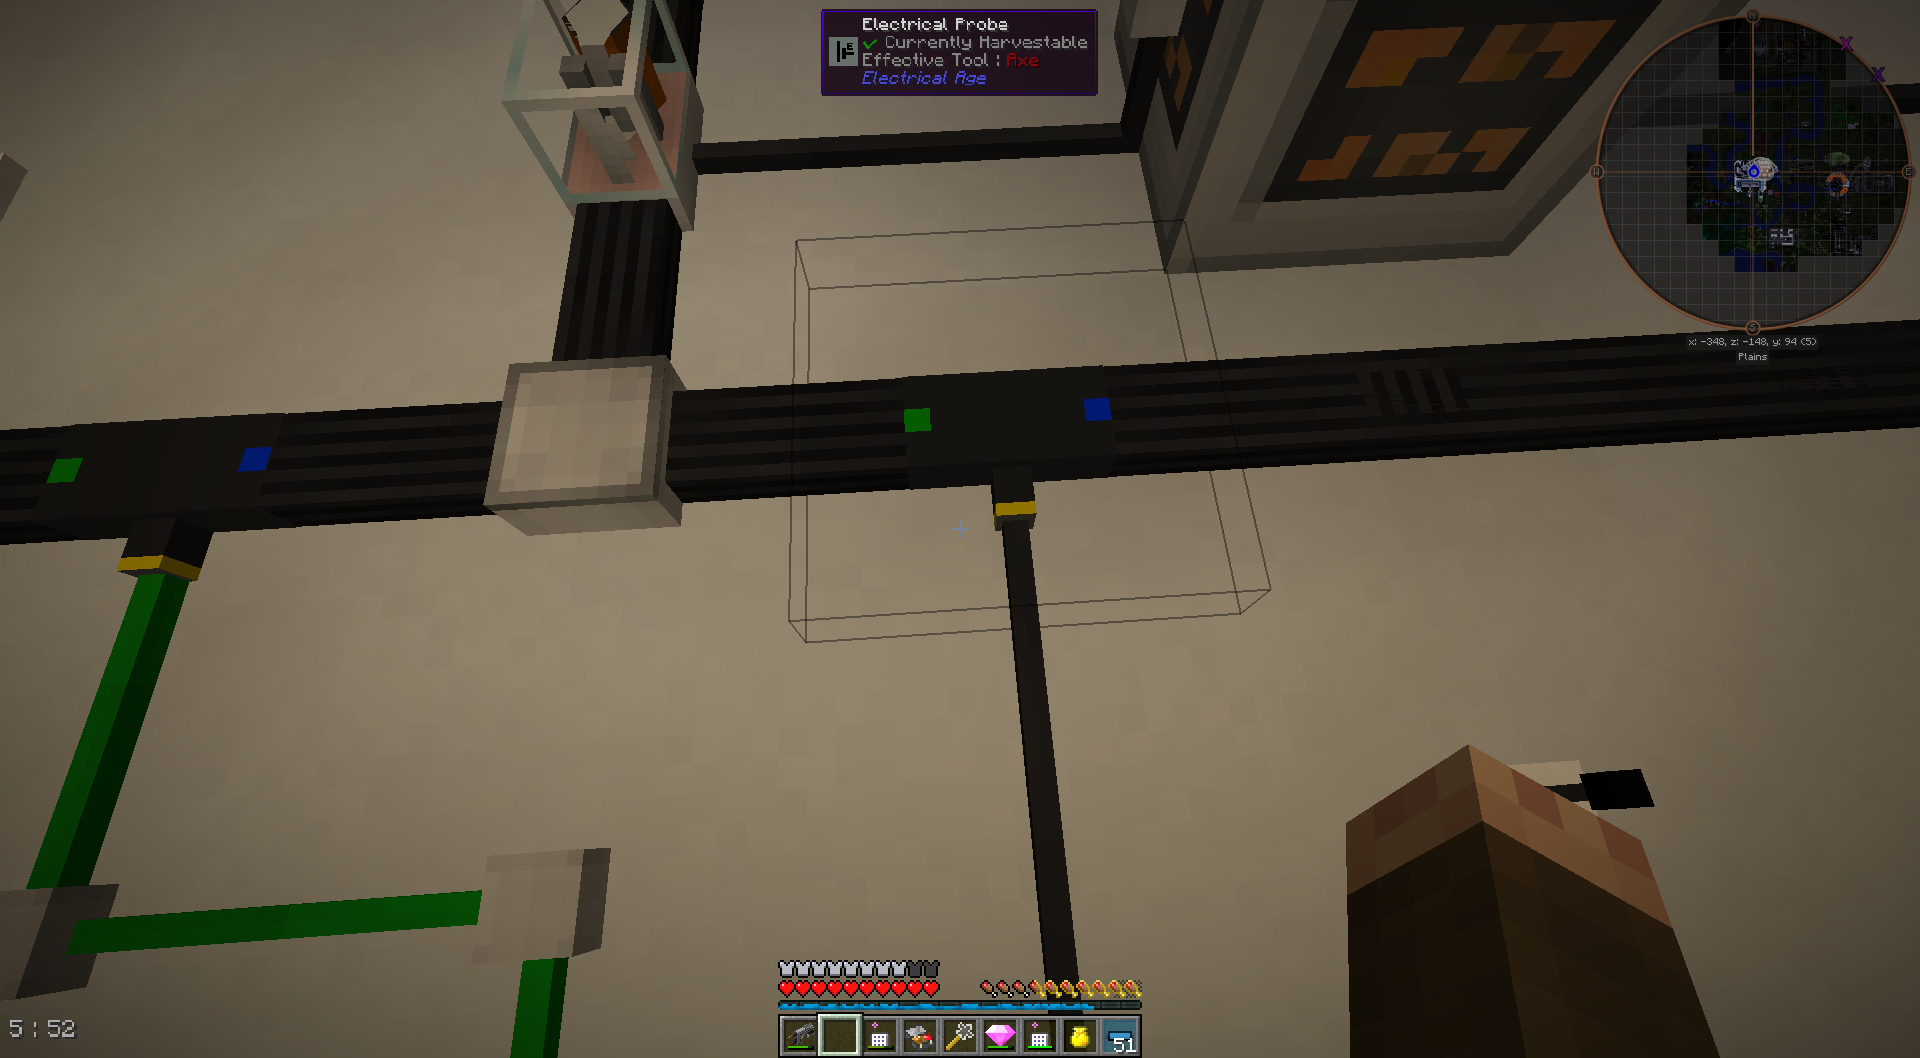 Electrical Probe
✓ Currently Harvestable
Effective Tool : Axe
Electrical Age
N
X
X
W
E
S
x: -348, z: -148, y: 94 (5)
Plains
5:52
51